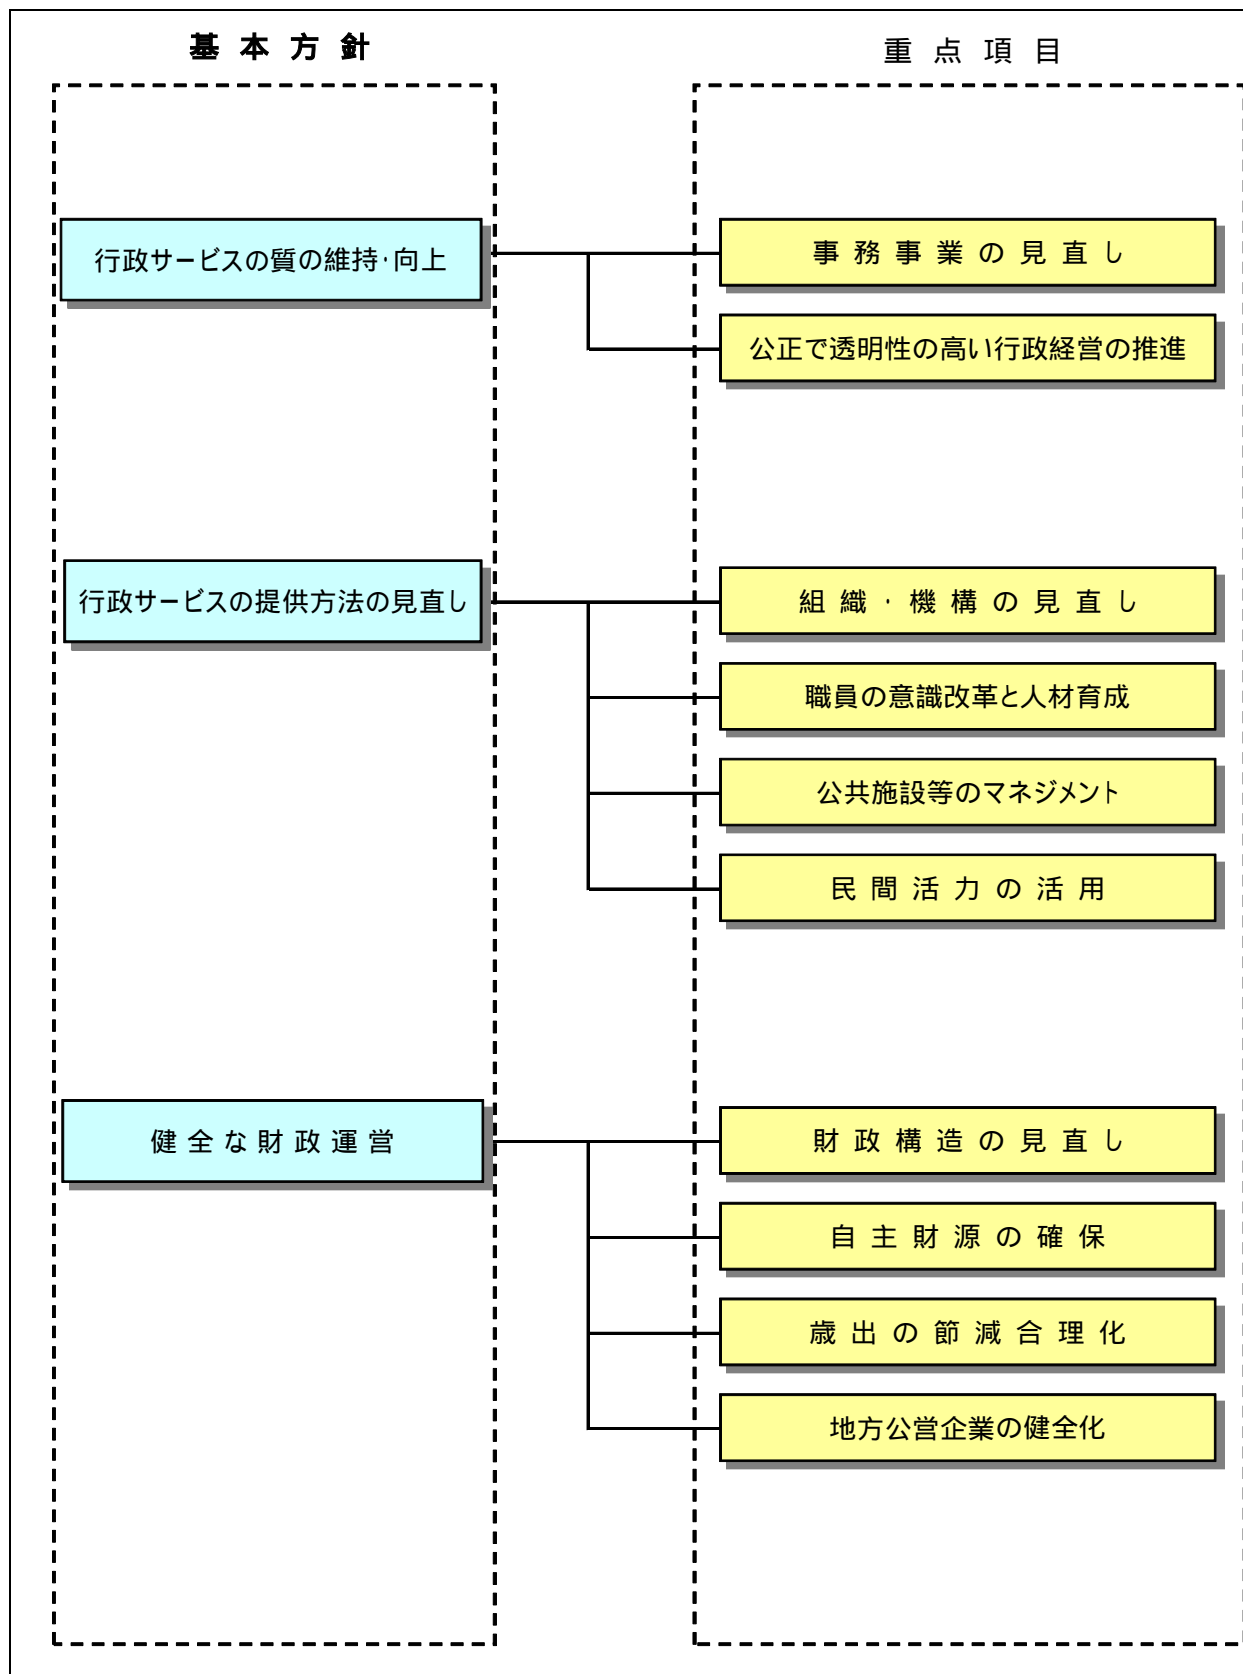 基本方針
重点項目
行政サービスの質の維持・向上
事務事業の見直し
公正で透明性の高い行政経営の推進
行政サービスの提供方法の見直し
組織・機構の見直し
職員の意識改革と人材育成
公共施設等のマネジメント
民間活力の活用
健全な財政運営
財政構造の見直し
自主財源の確保
歳出の節減合理化
地方公営企業の健全化